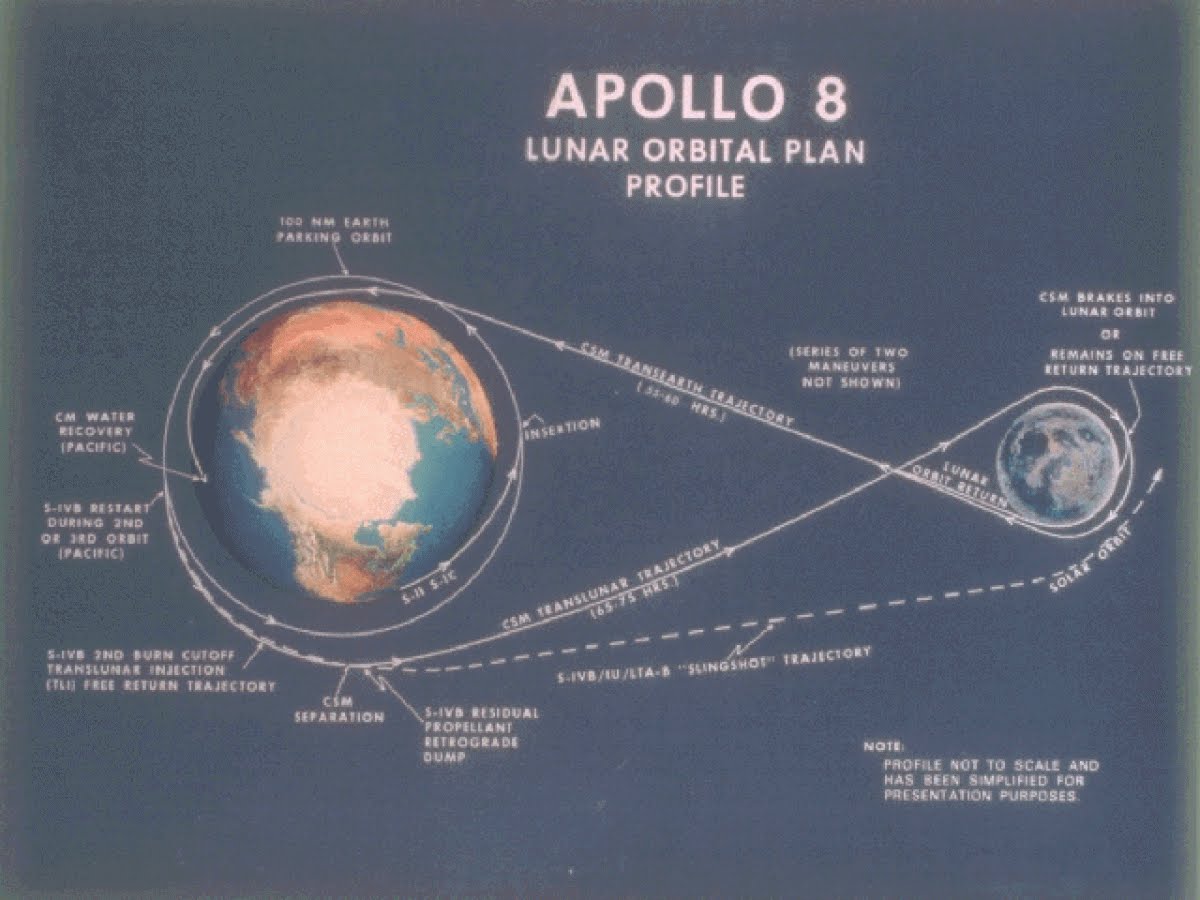 APOLLO 8
LUNAR ORBITAL PLAN
PROFILE
100 NM EARTH
PARKING ORBIT
CSM BRAKES INTO
LUNAR ORBIT
OR
REMAINS ON FREE
RETURN TRAJECTORY
(SERIES OF TWO
MANEUVERS
NOT SHOWN)
CSM TRANSEARTH TRAJECTORY
(55-60 HRS.)
CM WATER
RECOVERY
(PACIFIC)
INSERTION
LUNAR
ORBIT RETURN
S-IVB RESTART
DURING 2ND
OR 3RD ORBIT
(PACIFIC)
S-II S-IC
CSM TRANSLUNAR TRAJECTORY
(65-75 HRS.)
SOLAR ORBIT
S-IVB 2ND BURN CUTOFF
TRANSLUNAR INJECTION
(TLI) FREE RETURN TRAJECTORY
S-IVB/IU/LTA-B "SLINGSHOT" TRAJECTORY
CSM
SEPARATION
S-IVB RESIDUAL
PROPELLANT
RETROGRADE
DUMP
NOTE:
PROFILE NOT TO SCALE AND
HAS BEEN SIMPLIFIED FOR
PRESENTATION PURPOSES.